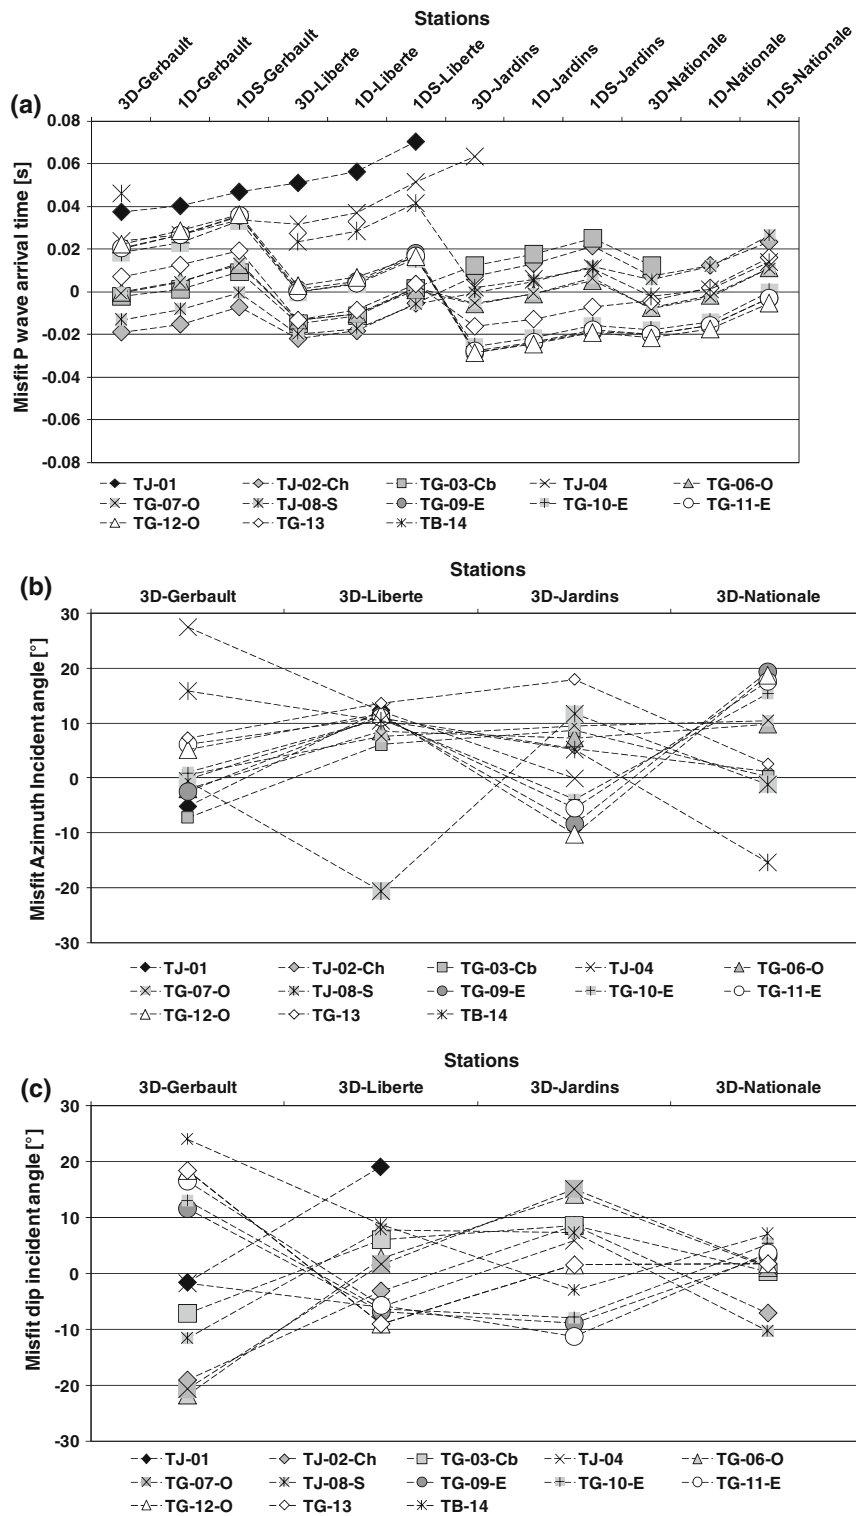 Stations
3D-Gerbault 1D-Gerbault 1DS-Gerbault 3D-Liberte 1D-Liberte 1DS-Liberte 3D-Jardins 1D-Jardins 1DS-Jardins 3D-Nationale 1D-Nationale 1DS-Nationale
(a)
Misfit P wave arrival time [s]
0.08
0.06
0.04
0.02
0
-0.02
-0.04
-0.06
-0.08
TJ-01 TJ-02-Ch TG-03-Cb TJ-04 TG-06-O
TG-07-O TJ-08-S TG-09-E TG-10-E TG-11-E
TG-12-O TG-13 TB-14
Stations
(b)
3D-Gerbault 3D-Liberte 3D-Jardins 3D-Nationale
Misfit Azimuth Incident angle [°]
30
20
10
0
-10
-20
-30
TJ-01 TJ-02-Ch TG-03-Cb TJ-04 TG-06-O
TG-07-O TJ-08-S TG-09-E TG-10-E TG-11-E
TG-12-O TG-13 TB-14
Stations
(c)
3D-Gerbault 3D-Liberte 3D-Jardins 3D-Nationale
Misfit dip incident angle [°]
30
20
10
0
-10
-20
-30
TJ-01 TJ-02-Ch TG-03-Cb TJ-04 TG-06-O
TG-07-O TJ-08-S TG-09-E TG-10-E TG-11-E
TG-12-O TG-13 TB-14